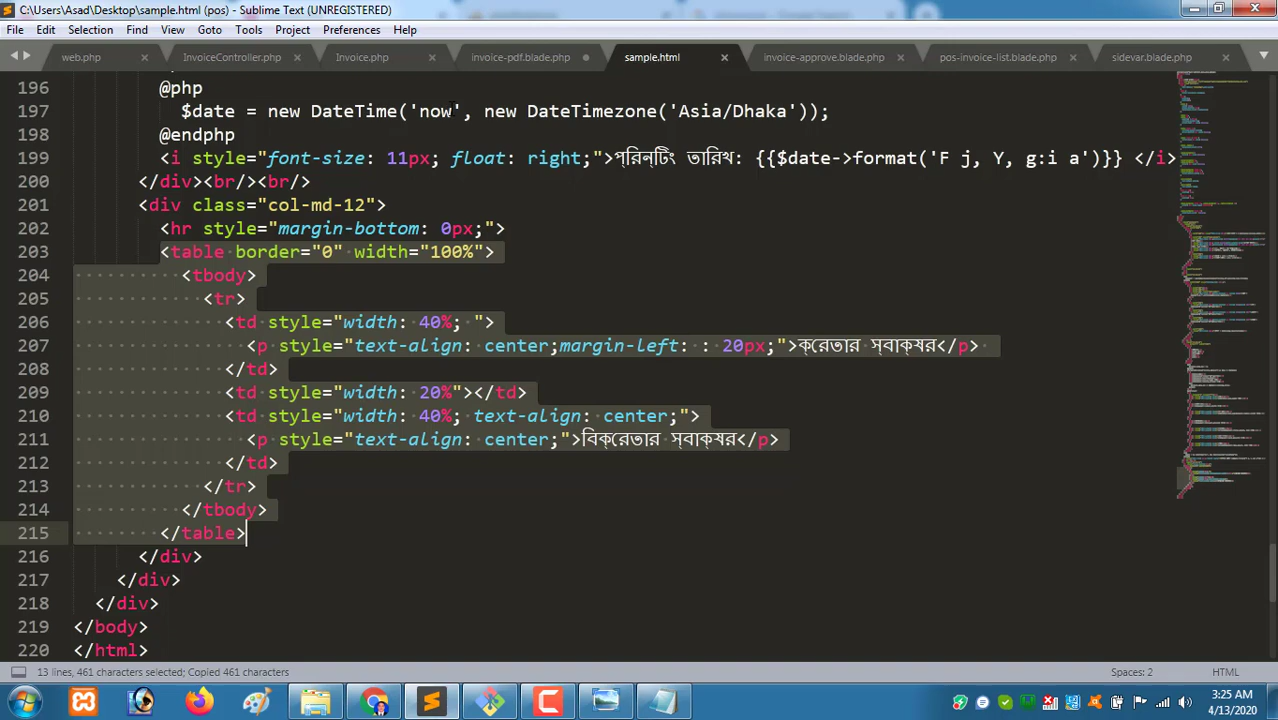 C:\Users\Asad\Desktop\sample.html (pos) - Sublime Text (UNREGISTERED)
File Edit Selection Find View Goto Tools Project Preferences Help
web.php InvoiceController.php Invoice.php invoice-pdf.blade.php sample.html invoice-approve.blade.php pos-invoice-list.blade.php sidevar.blade.php
196 @php
197 $date = new DateTime('now', new DateTimezone('Asia/Dhaka'));
198 @endphp
199 <i style="font-size: 11px; float: right;">প্রিন্টিং তারিখ: {{$date->format('F j, Y, g:i a')}} </i>
200 </div><br/><br/>
201 <div class="col-md-12">
202 <hr style="margin-bottom: 0px;">
203 <table border="0" width="100%">
204 <tbody>
205 <tr>
206 <td style="width: 40%; ">
207 <p style="text-align: center;margin-left: : 20px;">ক্রেতার স্বাক্ষর</p>
208 </td>
209 <td style="width: 20%"></td>
210 <td style="width: 40%; text-align: center;">
211 <p style="text-align: center;">বিক্রেতার স্বাক্ষর</p>
212 </td>
213 </tr>
214 </tbody>
215 </table>
216 </div>
217 </div>
218 </div>
219 </body>
220 </html>
13 lines, 461 characters selected; Copied 461 characters Spaces: 2 HTML
3:25 AM
4/13/2020